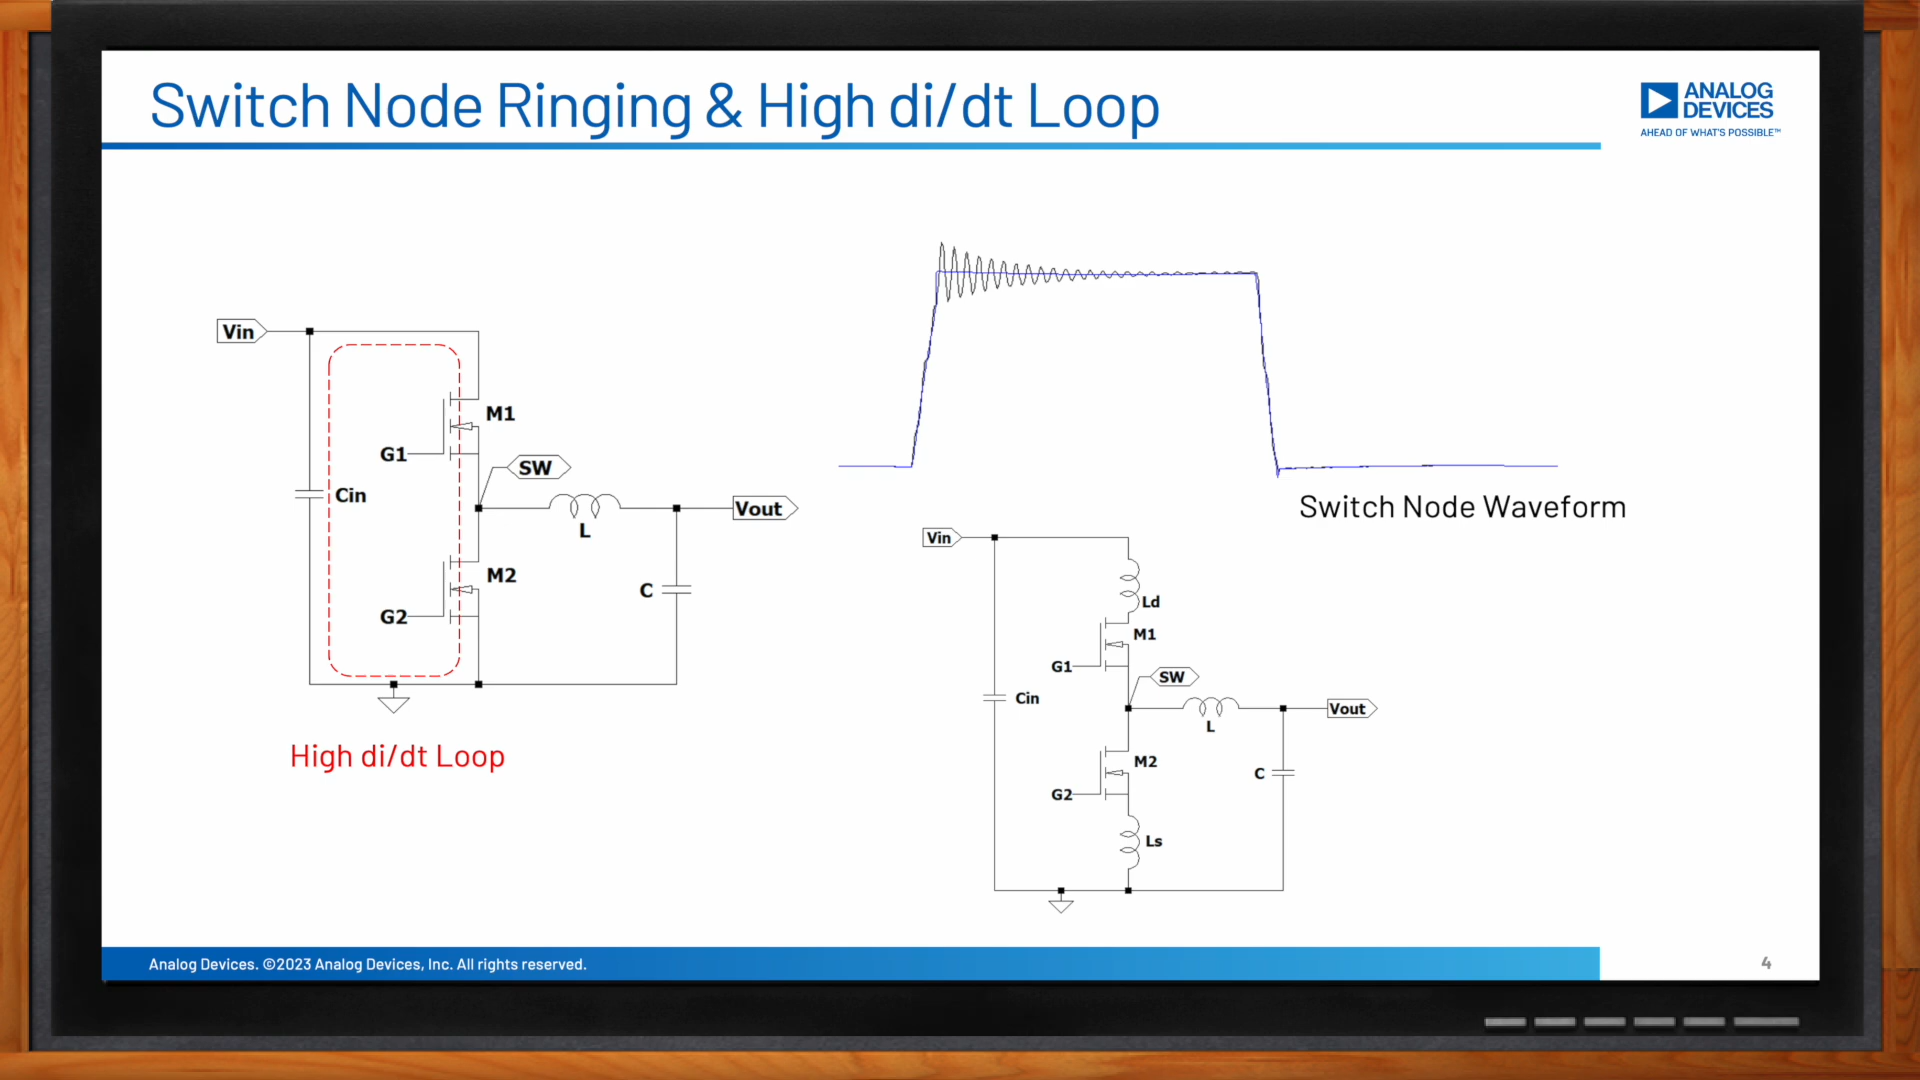 Switch Node Ringing & High di/dt Loop
ANALOG
DEVICES
AHEAD OF WHAT'S POSSIBLE™
Vin
M1
G1
SW
Cin
Vout
L
M2
C
G2
High di/dt Loop
Switch Node Waveform
Vin
Ld
M1
G1
SW
Cin
Vout
L
M2
C
G2
Ls
Analog Devices. ©2023 Analog Devices, Inc. All rights reserved.
4